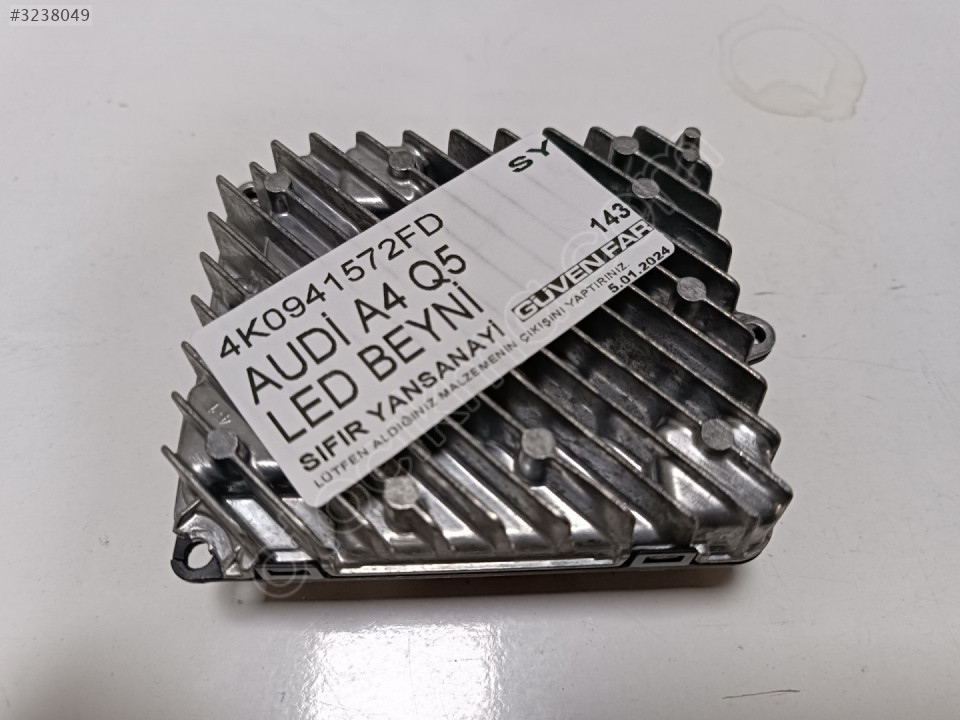 #3238049
SY
4K0941572FD
143
AUDİ A4 Q5
LED BEYNİ
GÜVEN FAR
SIFIR YANSANAYİ
5.01.2024
LÜTFEN ALDIĞINIZ MALZEMENİN ÇIKIŞINI YAPTIRINIZ.